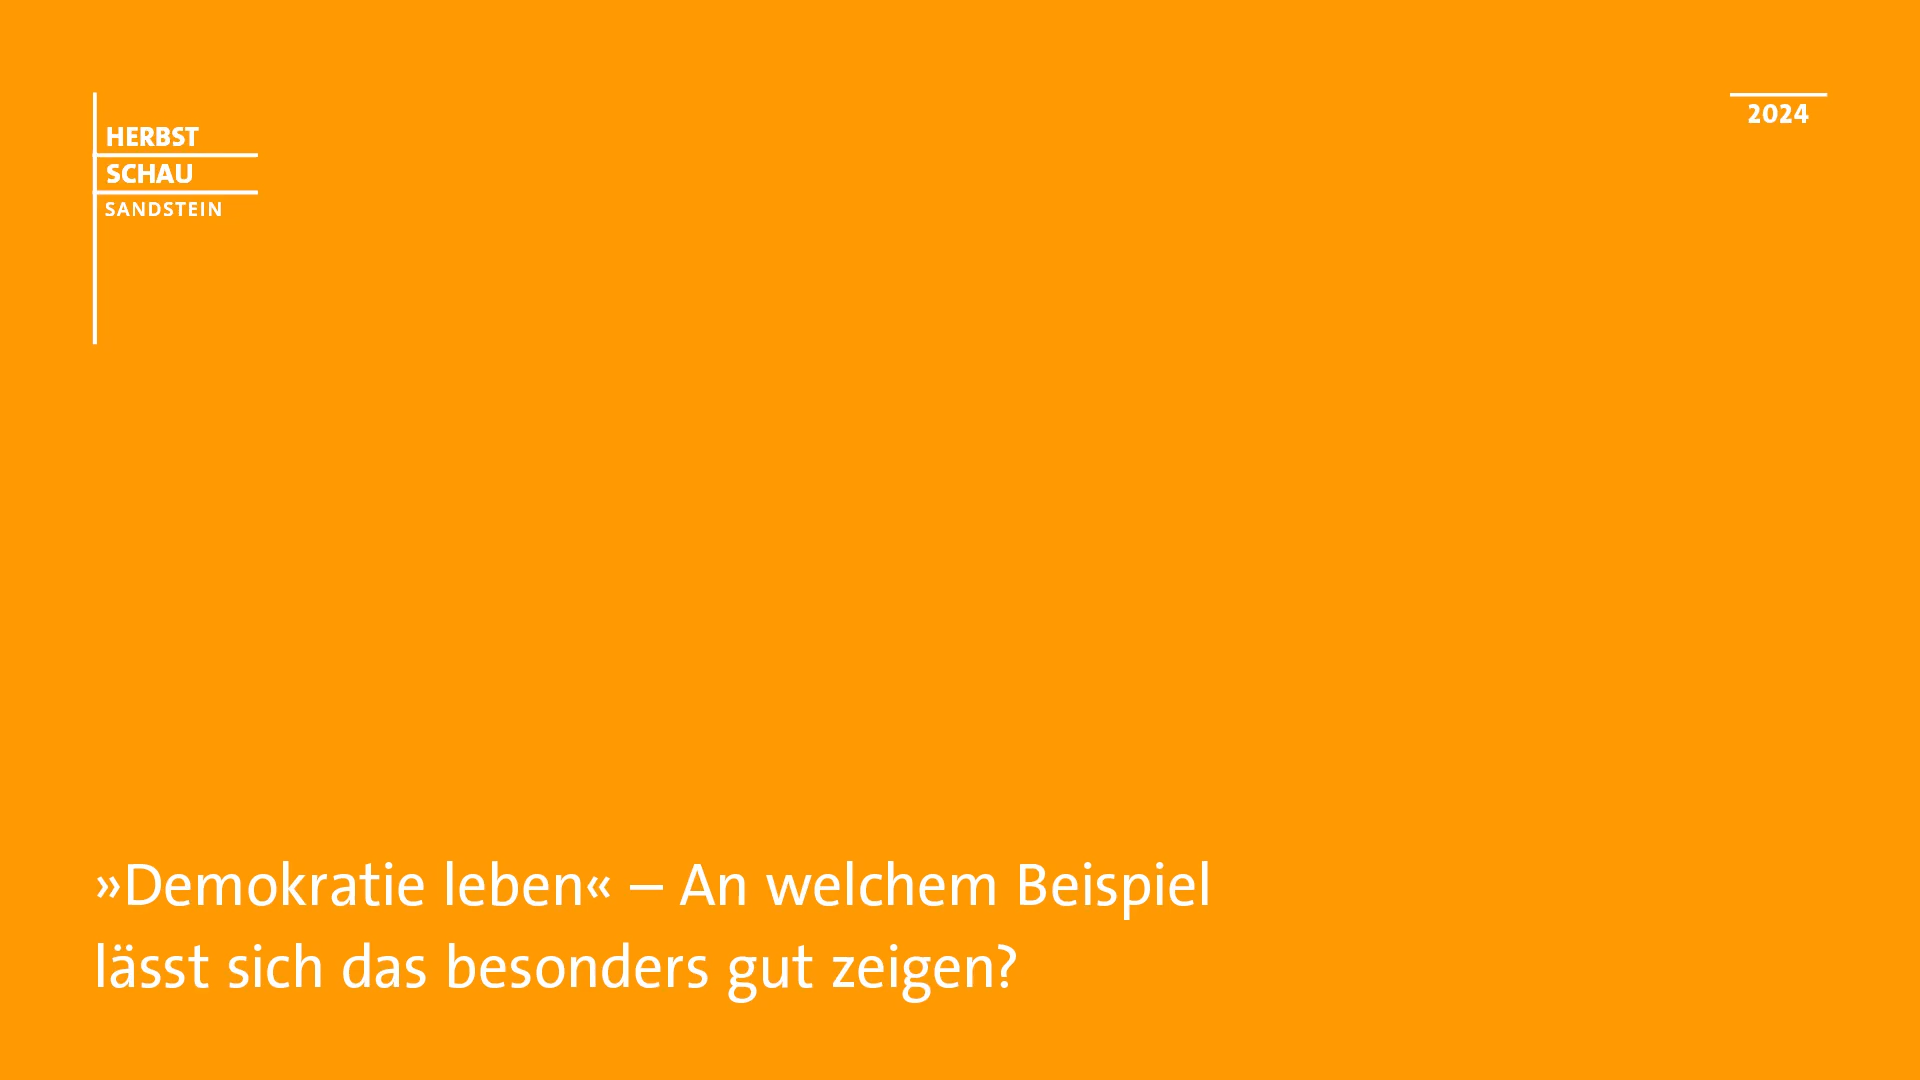 HERBST
SCHAU
SANDSTEIN
2024
»Demokratie leben« – An welchem Beispiel
lässt sich das besonders gut zeigen?